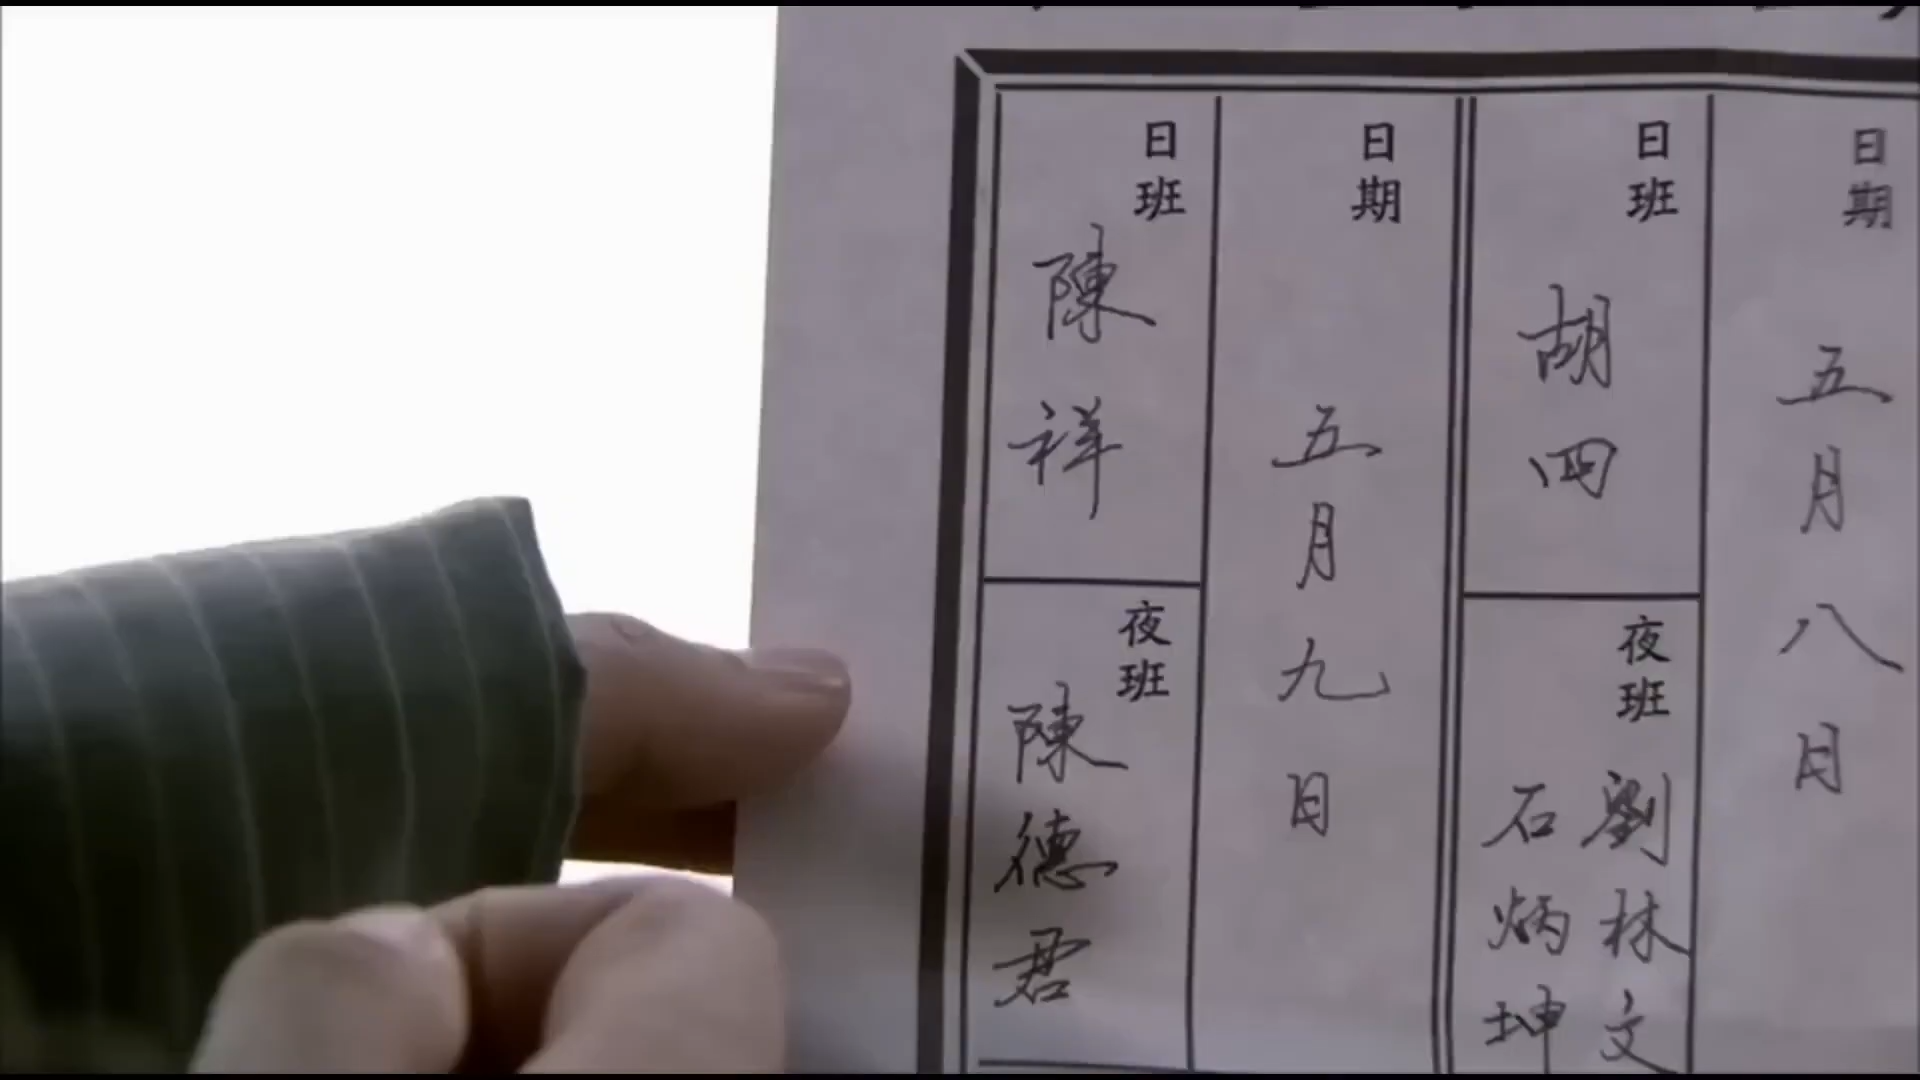 日期
五月八日
日班
胡四
夜班
劉林文
石炳坤
日期
五月九日
日班
陳祥
夜班
陳德君